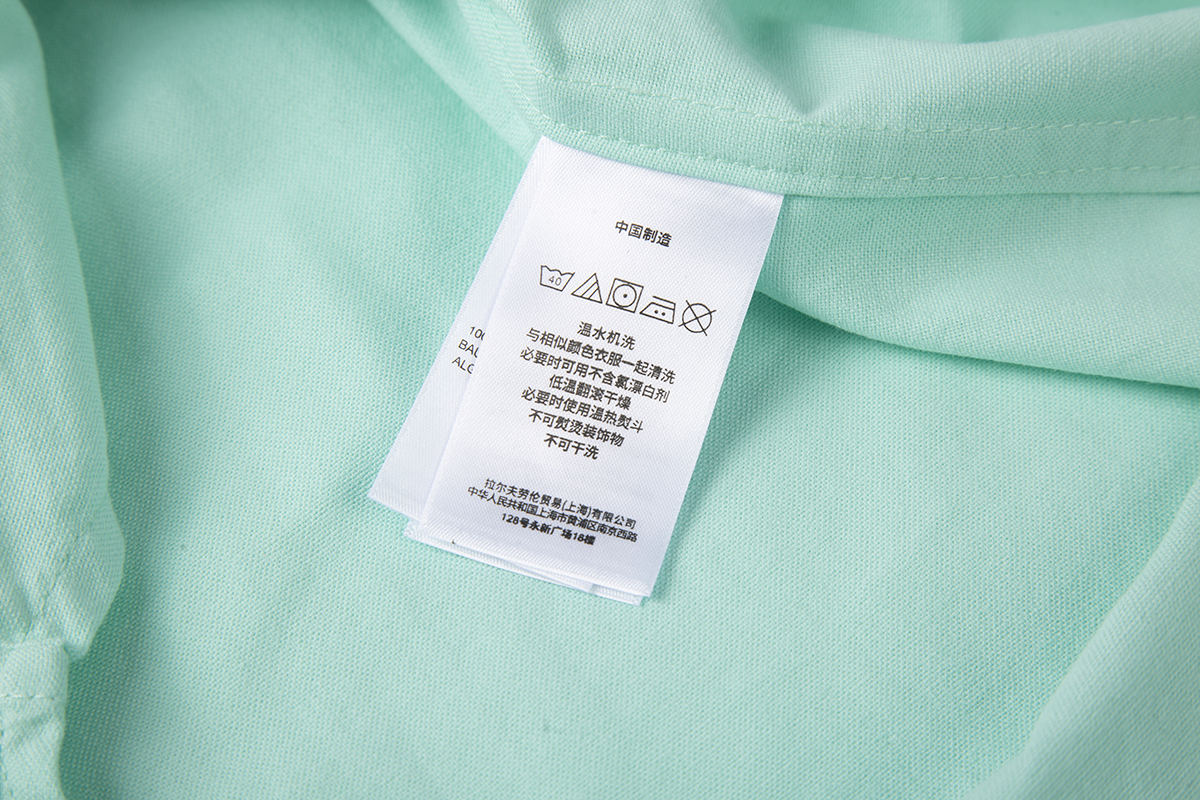 中国制造
40
温水机洗
与相似颜色衣服一起清洗
必要时可用不含氯漂白剂
低温翻滚干燥
必要时使用温热熨斗
不可熨烫装饰物
不可干洗
拉尔夫劳伦贸易(上海)有限公司
中华人民共和国上海市黄浦区南京西路
128号永新广场18楼
100
BAU
ALG